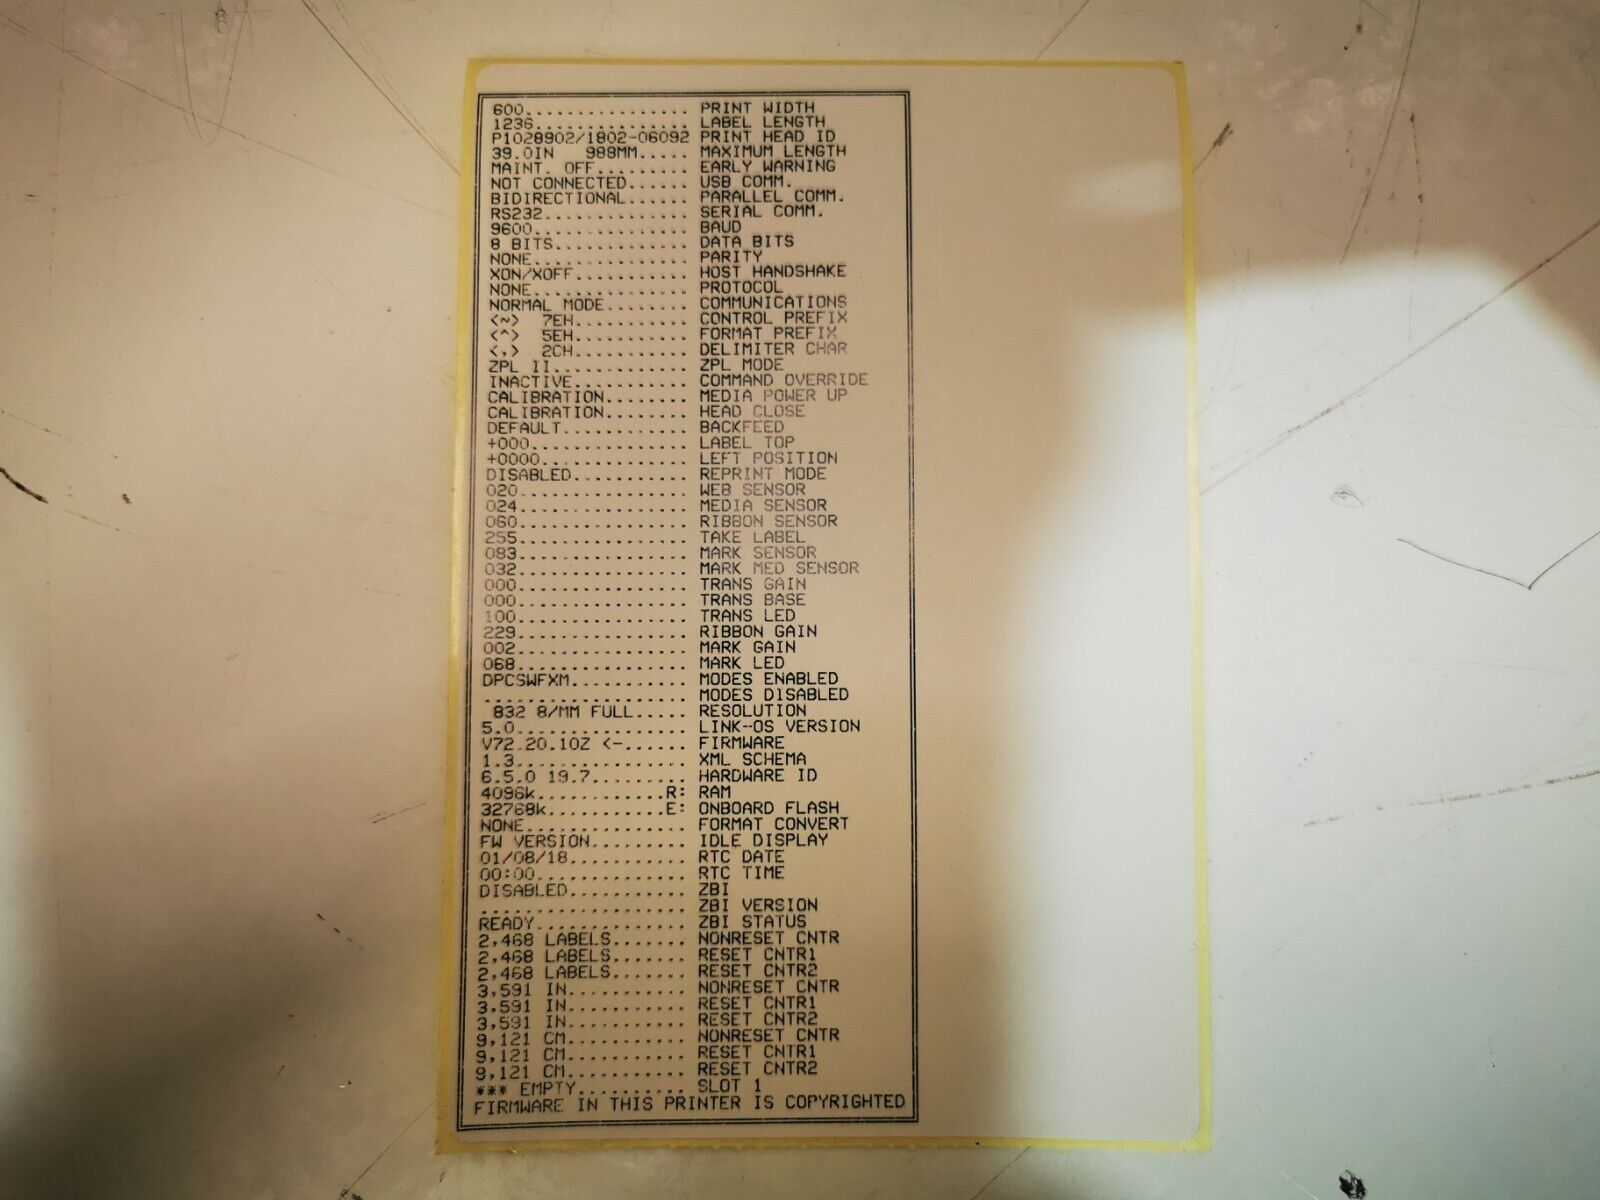 600............... PRINT WIDTH
1236.............. LABEL LENGTH
P1028902/1802-06092 PRINT HEAD ID
39.0IN 988MM..... MAXIMUM LENGTH
MAINT. OFF......... EARLY WARNING
NOT CONNECTED...... USB COMM.
BIDIRECTIONAL...... PARALLEL COMM.
RS232.............. SERIAL COMM.
9600............... BAUD
8 BITS............. DATA BITS
NONE............... PARITY
XON/XOFF........... HOST HANDSHAKE
NONE............... PROTOCOL
NORMAL MODE........ COMMUNICATIONS
<~> 7EH........... CONTROL PREFIX
<^> 5EH........... FORMAT PREFIX
<,> 2CH........... DELIMITER CHAR
ZPL II............. ZPL MODE
INACTIVE........... COMMAND OVERRIDE
CALIBRATION........ MEDIA POWER UP
CALIBRATION........ HEAD CLOSE
DEFAULT............ BACKFEED
+000............... LABEL TOP
+0000.............. LEFT POSITION
DISABLED........... REPRINT MODE
020................ WEB SENSOR
024................ MEDIA SENSOR
060................ RIBBON SENSOR
255................ TAKE LABEL
083................ MARK SENSOR
032................ MARK MED SENSOR
000................ TRANS GAIN
000................ TRANS BASE
100................ TRANS LED
229................ RIBBON GAIN
002................ MARK GAIN
068................ MARK LED
DPCSWFXM........... MODES ENABLED
................... MODES DISABLED
832 8/MM FULL..... RESOLUTION
5.0................ LINK-OS VERSION
V72.20.10Z <-...... FIRMWARE
1.3................ XML SCHEMA
6.5.0 19.7......... HARDWARE ID
4096k............R: RAM
32768k...........E: ONBOARD FLASH
NONE............... FORMAT CONVERT
FW VERSION......... IDLE DISPLAY
01/08/18........... RTC DATE
00:00.............. RTC TIME
DISABLED........... ZBI
................... ZBI VERSION
READY.............. ZBI STATUS
2,468 LABELS....... NONRESET CNTR
2,468 LABELS....... RESET CNTR1
2,468 LABELS....... RESET CNTR2
3,591 IN........... NONRESET CNTR
3,591 IN........... RESET CNTR1
3,591 IN........... RESET CNTR2
9,121 CM........... NONRESET CNTR
9,121 CM........... RESET CNTR1
9,121 CM........... RESET CNTR2
*** EMPTY.......... SLOT 1
FIRMWARE IN THIS PRINTER IS COPYRIGHTED